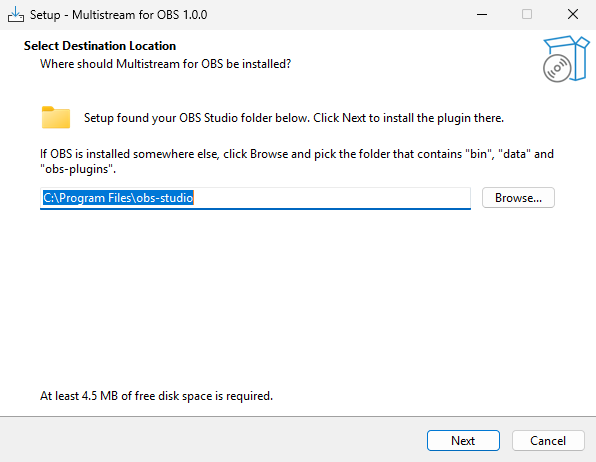 Setup - Multistream for OBS 1.0.0
Select Destination Location
Where should Multistream for OBS be installed?
Setup found your OBS Studio folder below. Click Next to install the plugin there.
If OBS is installed somewhere else, click Browse and pick the folder that contains "bin", "data" and
"obs-plugins".
C:\Program Files\obs-studio
Browse...
At least 4.5 MB of free disk space is required.
Next
Cancel